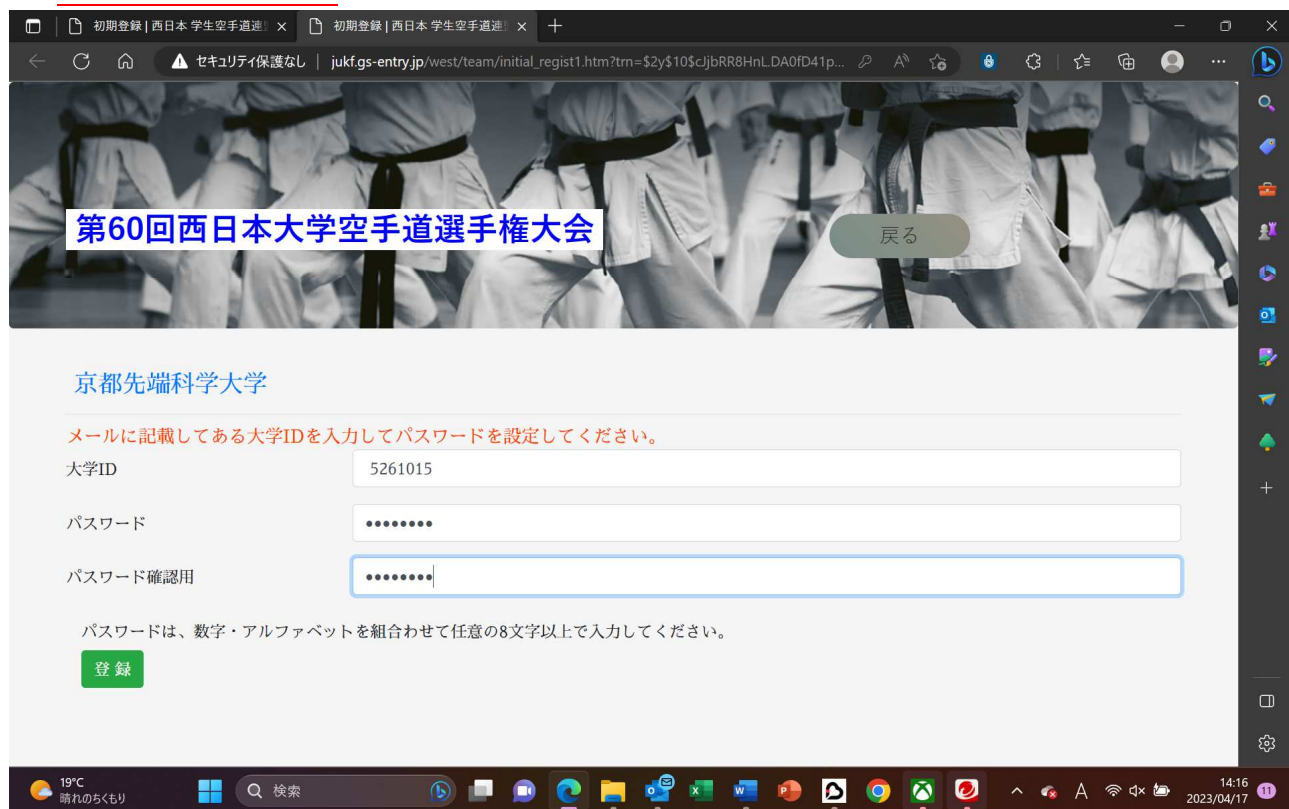 初期登録 | 西日本 学生空手道連
初期登録 | 西日本 学生空手道連
セキュリティ保護なし | jukf.gs-entry.jp/west/team/initial_regist1.htm?trn=$2y$10$cJjbRR8HnL.DA0fD41p...
第60回西日本大学空手道選手権大会
戻る
京都先端科学大学
メールに記載してある大学IDを入力してパスワードを設定してください。
大学ID
5261015
パスワード
パスワード確認用
パスワードは、数字・アルファベットを組合わせて任意の8文字以上で入力してください。
登 録
19°C
晴れのちくもり
検索
A
14:16
2023/04/17
11